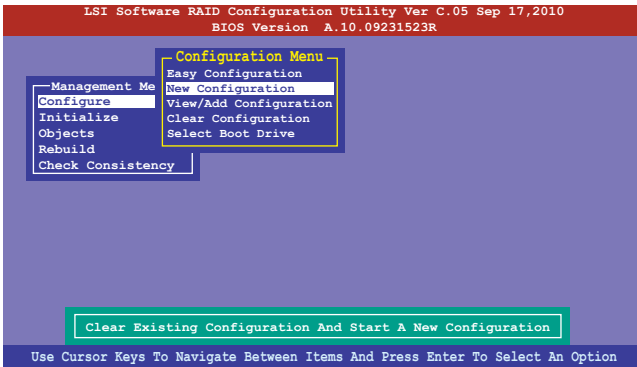 LSI Software RAID Configuration Utility Ver C.05 Sep 17,2010
BIOS Version A.10.09231523R
Configuration Menu
Easy Configuration
New Configuration
View/Add Configuration
Clear Configuration
Select Boot Drive
Management Me
Configure
Initialize
Objects
Rebuild
Check Consistency
Clear Existing Configuration And Start A New Configuration
Use Cursor Keys To Navigate Between Items And Press Enter To Select An Option